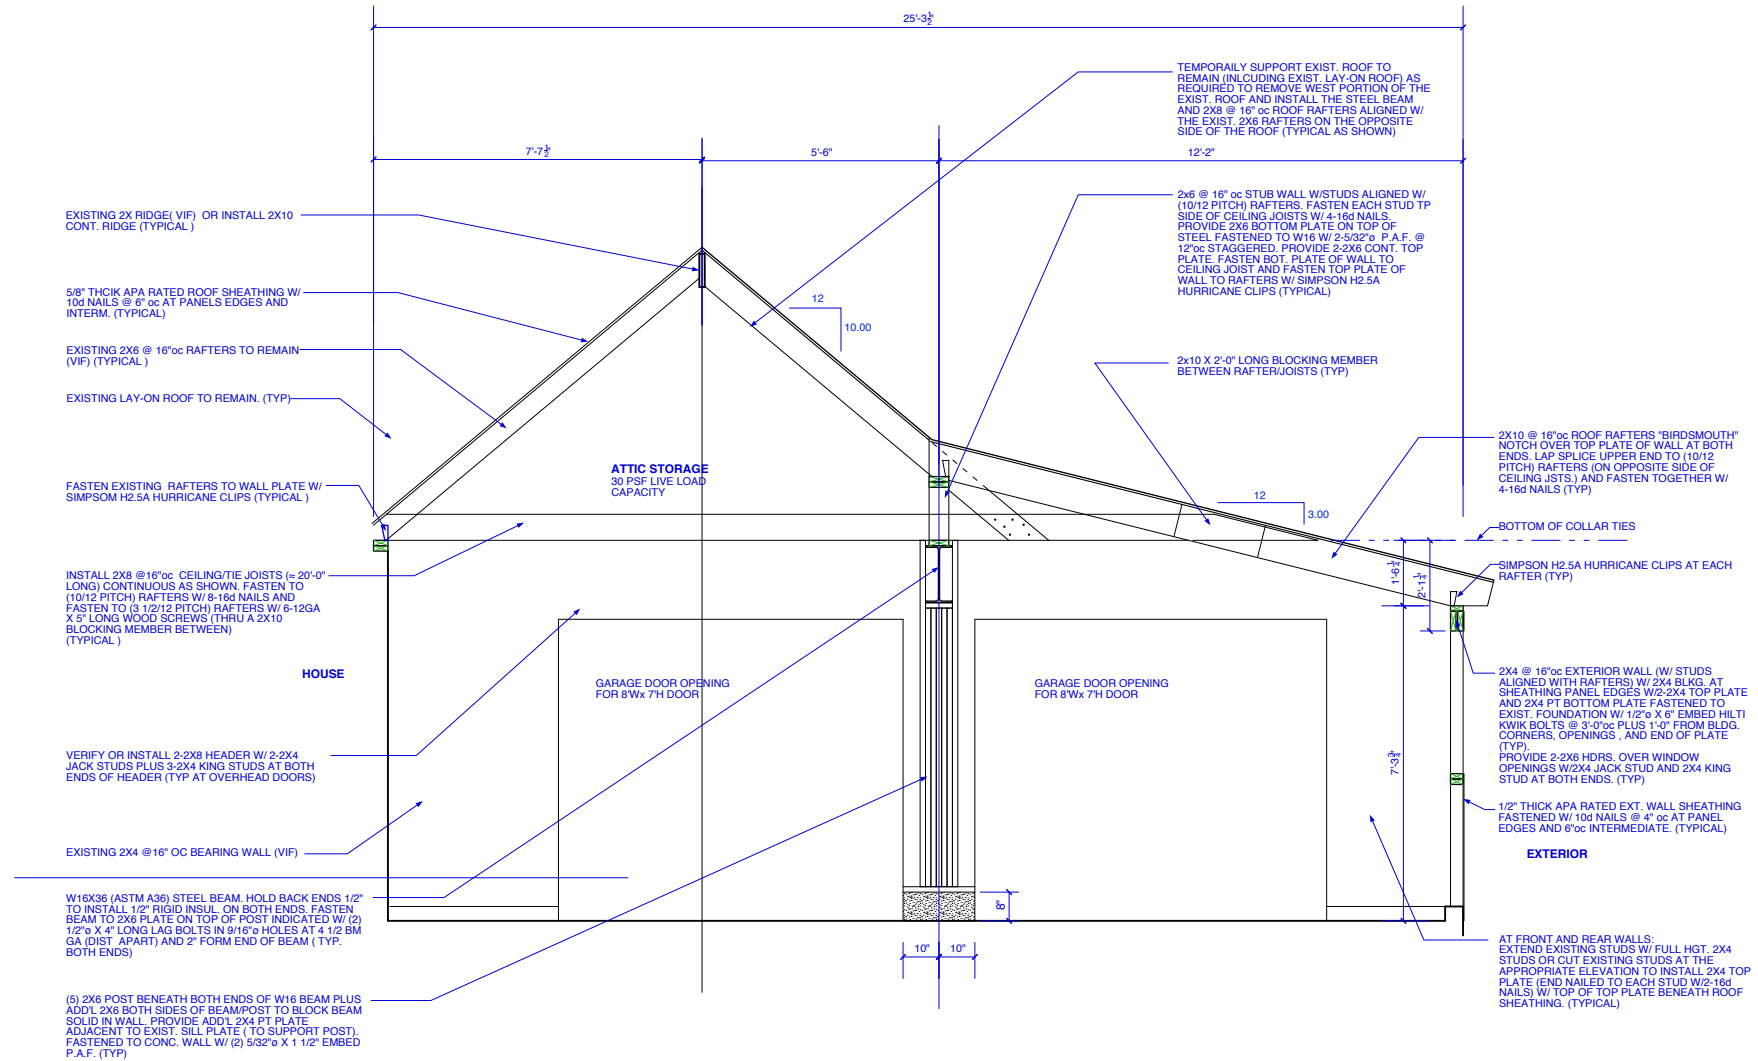 25'-3½"
7'-7½"
5'-6"
12'-2"
TEMPORAILY SUPPORT EXIST. ROOF TO
REMAIN (INLCUDING EXIST. LAY-ON ROOF) AS
REQUIRED TO REMOVE WEST PORTION OF THE
EXIST. ROOF AND INSTALL THE STEEL BEAM
AND 2X8 @ 16" oc ROOF RAFTERS ALIGNED W/
THE EXIST. 2X6 RAFTERS ON THE OPPOSITE
SIDE OF THE ROOF (TYPICAL AS SHOWN)
2x6 @ 16" oc STUB WALL W/STUDS ALIGNED W/
(10/12 PITCH) RAFTERS. FASTEN EACH STUD TP
SIDE OF CEILING JOISTS W/ 4-16d NAILS.
PROVIDE 2X6 BOTTOM PLATE ON TOP OF
STEEL FASTENED TO W16 W/ 2-5/32"ø P.A.F. @
12"oc STAGGERED. PROVIDE 2-2X6 CONT. TOP
PLATE. FASTEN BOT. PLATE OF WALL TO
CEILING JOIST AND FASTEN TOP PLATE OF
WALL TO RAFTERS W/ SIMPSON H2.5A
HURRICANE CLIPS (TYPICAL)
EXISTING 2X RIDGE( VIF) OR INSTALL 2X10
CONT. RIDGE (TYPICAL )
5/8" THCIK APA RATED ROOF SHEATHING W/
10d NAILS @ 6" oc AT PANELS EDGES AND
INTERM. (TYPICAL)
12
10.00
EXISTING 2X6 @ 16"oc RAFTERS TO REMAIN
(VIF) (TYPICAL )
2x10 X 2'-0" LONG BLOCKING MEMBER
BETWEEN RAFTER/JOISTS (TYP)
EXISTING LAY-ON ROOF TO REMAIN. (TYP)
2X10 @ 16"oc ROOF RAFTERS "BIRDSMOUTH"
NOTCH OVER TOP PLATE OF WALL AT BOTH
ENDS. LAP SPLICE UPPER END TO (10/12
PITCH) RAFTERS (ON OPPOSITE SIDE OF
CEILING JSTS.) AND FASTEN TOGETHER W/
4-16d NAILS (TYP)
ATTIC STORAGE
30 PSF LIVE LOAD
CAPACITY
FASTEN EXISTING RAFTERS TO WALL PLATE W/
SIMPSOM H2.5A HURRICANE CLIPS (TYPICAL )
12
3.00
BOTTOM OF COLLAR TIES
SIMPSON H2.5A HURRICANE CLIPS AT EACH
RAFTER (TYP)
1'-6¼"
2'-1¼"
INSTALL 2X8 @16"oc CEILING/TIE JOISTS (≈ 20'-0"
LONG) CONTINUOUS AS SHOWN. FASTEN TO
(10/12 PITCH) RAFTERS W/ 8-16d NAILS AND
FASTEN TO (3 1/2/12 PITCH) RAFTERS W/ 6-12GA
X 5" LONG WOOD SCREWS (THRU A 2X10
BLOCKING MEMBER BETWEEN)
(TYPICAL )
HOUSE
GARAGE DOOR OPENING
FOR 8'Wx 7'H DOOR
GARAGE DOOR OPENING
FOR 8'Wx 7'H DOOR
2X4 @ 16"oc EXTERIOR WALL (W/ STUDS
ALIGNED WITH RAFTERS) W/ 2X4 BLKG. AT
SHEATHING PANEL EDGES W/2-2X4 TOP PLATE
AND 2X4 PT BOTTOM PLATE FASTENED TO
EXIST. FOUNDATION W/ 1/2"ø X 6" EMBED HILTI
KWIK BOLTS @ 3'-0"oc PLUS 1'-0" FROM BLDG.
CORNERS, OPENINGS , AND END OF PLATE
(TYP).
PROVIDE 2-2X6 HDRS. OVER WINDOW
OPENINGS W/2X4 JACK STUD AND 2X4 KING
STUD AT BOTH ENDS. (TYP)
7'-3¾"
VERIFY OR INSTALL 2-2X8 HEADER W/ 2-2X4
JACK STUDS PLUS 3-2X4 KING STUDS AT BOTH
ENDS OF HEADER (TYP AT OVERHEAD DOORS)
1/2" THICK APA RATED EXT. WALL SHEATHING
FASTENED W/ 10d NAILS @ 4" oc AT PANEL
EDGES AND 6"oc INTERMEDIATE. (TYPICAL)
EXTERIOR
EXISTING 2X4 @16" OC BEARING WALL (VIF)
W16X36 (ASTM A36) STEEL BEAM. HOLD BACK ENDS 1/2"
TO INSTALL 1/2" RIGID INSUL. ON BOTH ENDS. FASTEN
BEAM TO 2X6 PLATE ON TOP OF POST INDICATED W/ (2)
1/2"ø X 4" LONG LAG BOLTS IN 9/16"ø HOLES AT 4 1/2 BM
GA (DIST APART) AND 2" FORM END OF BEAM ( TYP.
BOTH ENDS)
8"
10"
10"
AT FRONT AND REAR WALLS:
EXTEND EXISTING STUDS W/ FULL HGT. 2X4
STUDS OR CUT EXISTING STUDS AT THE
APPROPRIATE ELEVATION TO INSTALL 2X4 TOP
PLATE (END NAILED TO EACH STUD W/2-16d
NAILS) W/ TOP OF TOP PLATE BENEATH ROOF
SHEATHING. (TYPICAL)
(5) 2X6 POST BENEATH BOTH ENDS OF W16 BEAM PLUS
ADD'L 2X6 BOTH SIDES OF BEAM/POST TO BLOCK BEAM
SOLID IN WALL. PROVIDE ADD'L 2X4 PT PLATE
ADJACENT TO EXIST. SILL PLATE ( TO SUPPORT POST).
FASTENED TO CONC. WALL W/ (2) 5/32"ø X 1 1/2" EMBED
P.A.F. (TYP)